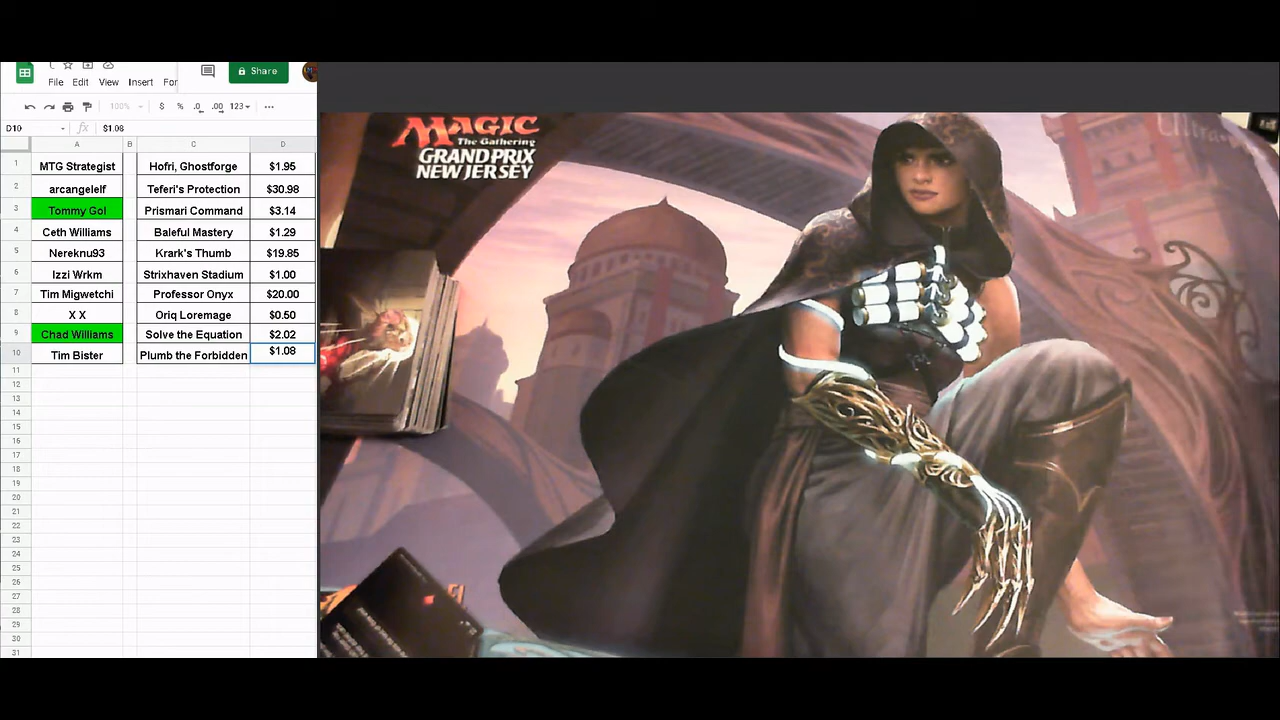 Share
File Edit View Insert For
100% $ % .0 .00 123
D10 fx $1.08
A B C D
1 MTG Strategist Hofri, Ghostforge $1.95
2 arcangelelf Teferi's Protection $30.98
3 Tommy Gol Prismari Command $3.14
4 Ceth Williams Baleful Mastery $1.29
5 Nereknu93 Krark's Thumb $19.85
6 Izzi Wrkm Strixhaven Stadium $1.00
7 Tim Migwetchi Professor Onyx $20.00
8 X X Oriq Loremage $0.50
9 Chad Williams Solve the Equation $2.02
10 Tim Bister Plumb the Forbidden $1.08
11
12
13
14
15
16
17
18
19
20
21
22
23
24
25
26
27
28
29
30
31
MAGIC
The Gathering
GRAND PRIX
NEW JERSEY
Ultra